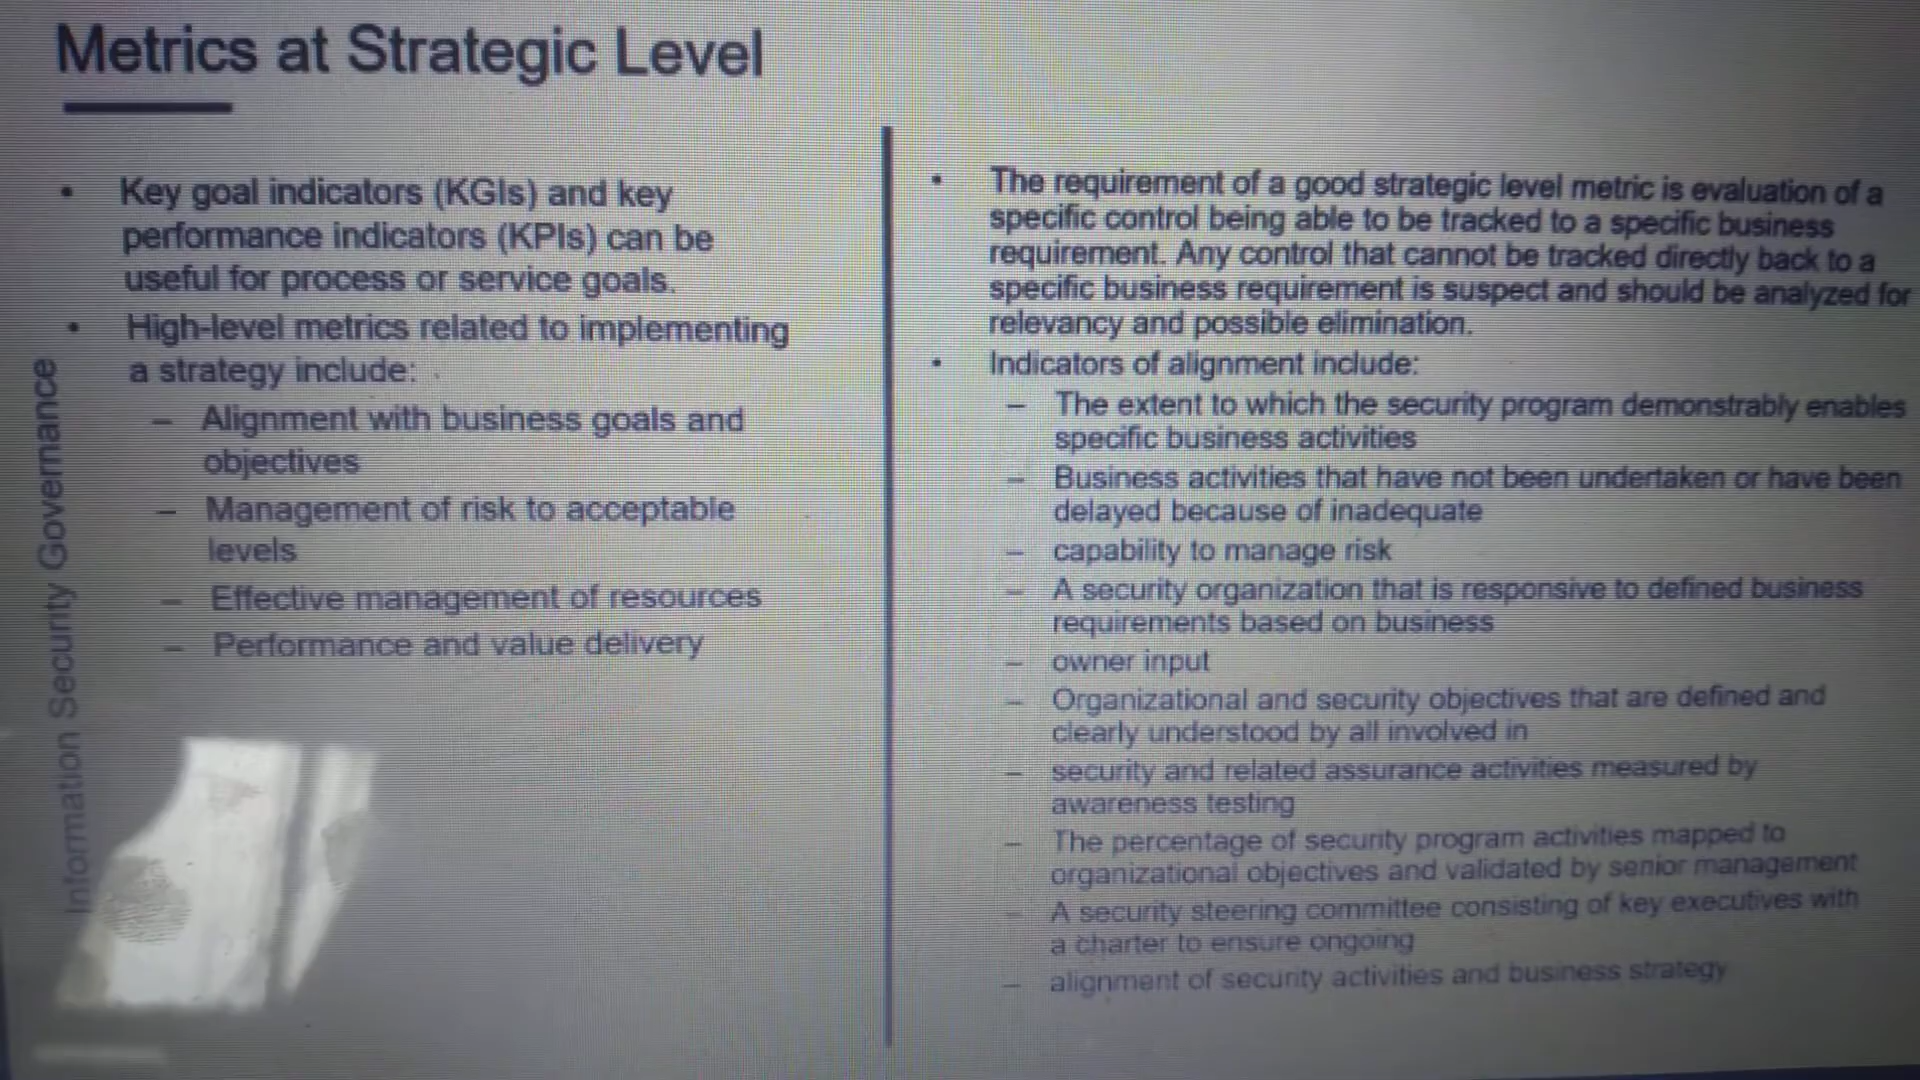 Metrics at Strategic Level
• Key goal indicators (KGIs) and key
performance indicators (KPIs) can be
useful for process or service goals.
• High-level metrics related to implementing
a strategy include:
– Alignment with business goals and
objectives
– Management of risk to acceptable
levels
– Effective management of resources
– Performance and value delivery
Information Security Governance
• The requirement of a good strategic level metric is evaluation of a
specific control being able to be tracked to a specific business
requirement. Any control that cannot be tracked directly back to a
specific business requirement is suspect and should be analyzed for
relevancy and possible elimination.
• Indicators of alignment include:
– The extent to which the security program demonstrably enables
specific business activities
– Business activities that have not been undertaken or have been
delayed because of inadequate
– capability to manage risk
– A security organization that is responsive to defined business
requirements based on business
– owner input
– Organizational and security objectives that are defined and
clearly understood by all involved in
– security and related assurance activities measured by
awareness testing
– The percentage of security program activities mapped to
organizational objectives and validated by senior management
– A security steering committee consisting of key executives with
a charter to ensure ongoing
– alignment of security activities and business strategy